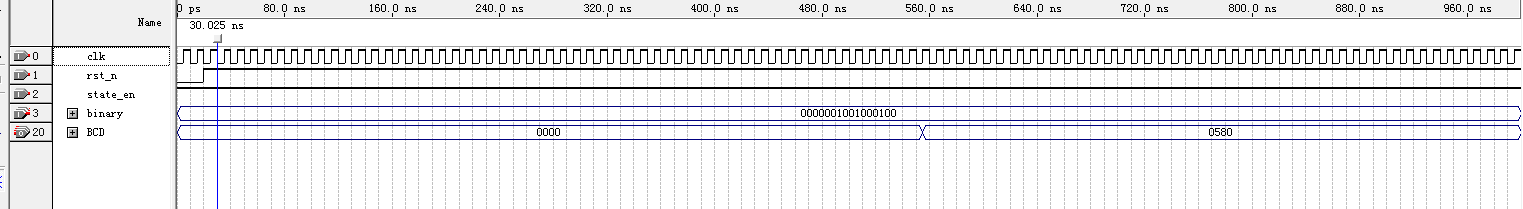 Name
0 ps 80.0 ns 160.0 ns 240.0 ns 320.0 ns 400.0 ns 480.0 ns 560.0 ns 640.0 ns 720.0 ns 800.0 ns 880.0 ns 960.0 ns
30.025 ns
0 clk
1 rst_n
2 state_en
3 binary 0000001001000100
20 BCD 0000 0580